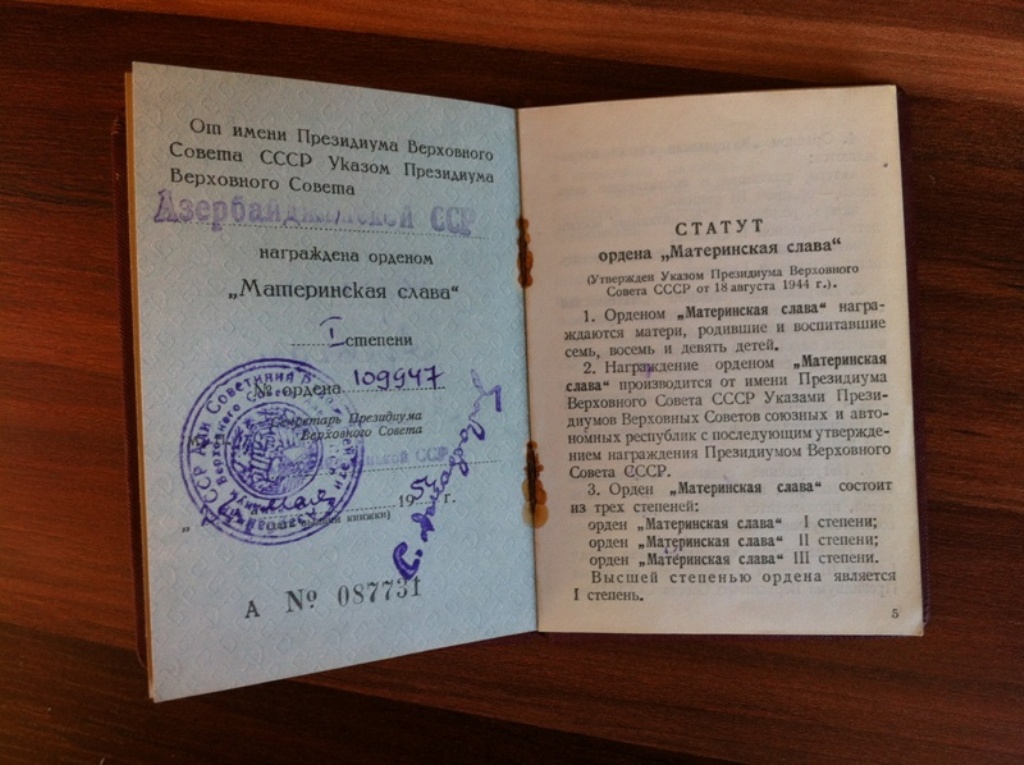 От имени Президиума Верховного
Совета СССР Указом Президиума
Верховного Совета
Азербайджанской ССР
награждена орденом
„Материнская слава“
I степени
№ ордена 109947
Секретарь Президиума
Верховного Совета
ССР
мая 1954 г.
книжки)
А № 087731
СТАТУТ
ордена „Материнская слава“
(Утвержден Указом Президиума Верховного
Совета СССР от 18 августа 1944 г.).
1. Орденом „Материнская слава“ награ-
ждаются матери, родившие и воспитавшие
семь, восемь и девять детей.
2. Награждение орденом „Материнская
слава“ производится от имени Президиума
Верховного Совета СССР Указами Прези-
диумов Верховных Советов союзных и авто-
номных республик с последующим утвержде-
нием награждения Президиумом Верховного
Совета СССР.
3. Орден „Материнская слава“ состоит
из трех степеней:
орден „Материнская слава“ I степени;
орден „Материнская слава“ II степени;
орден „Материнская слава“ III степени.
Высшей степенью ордена является
I степень.
5